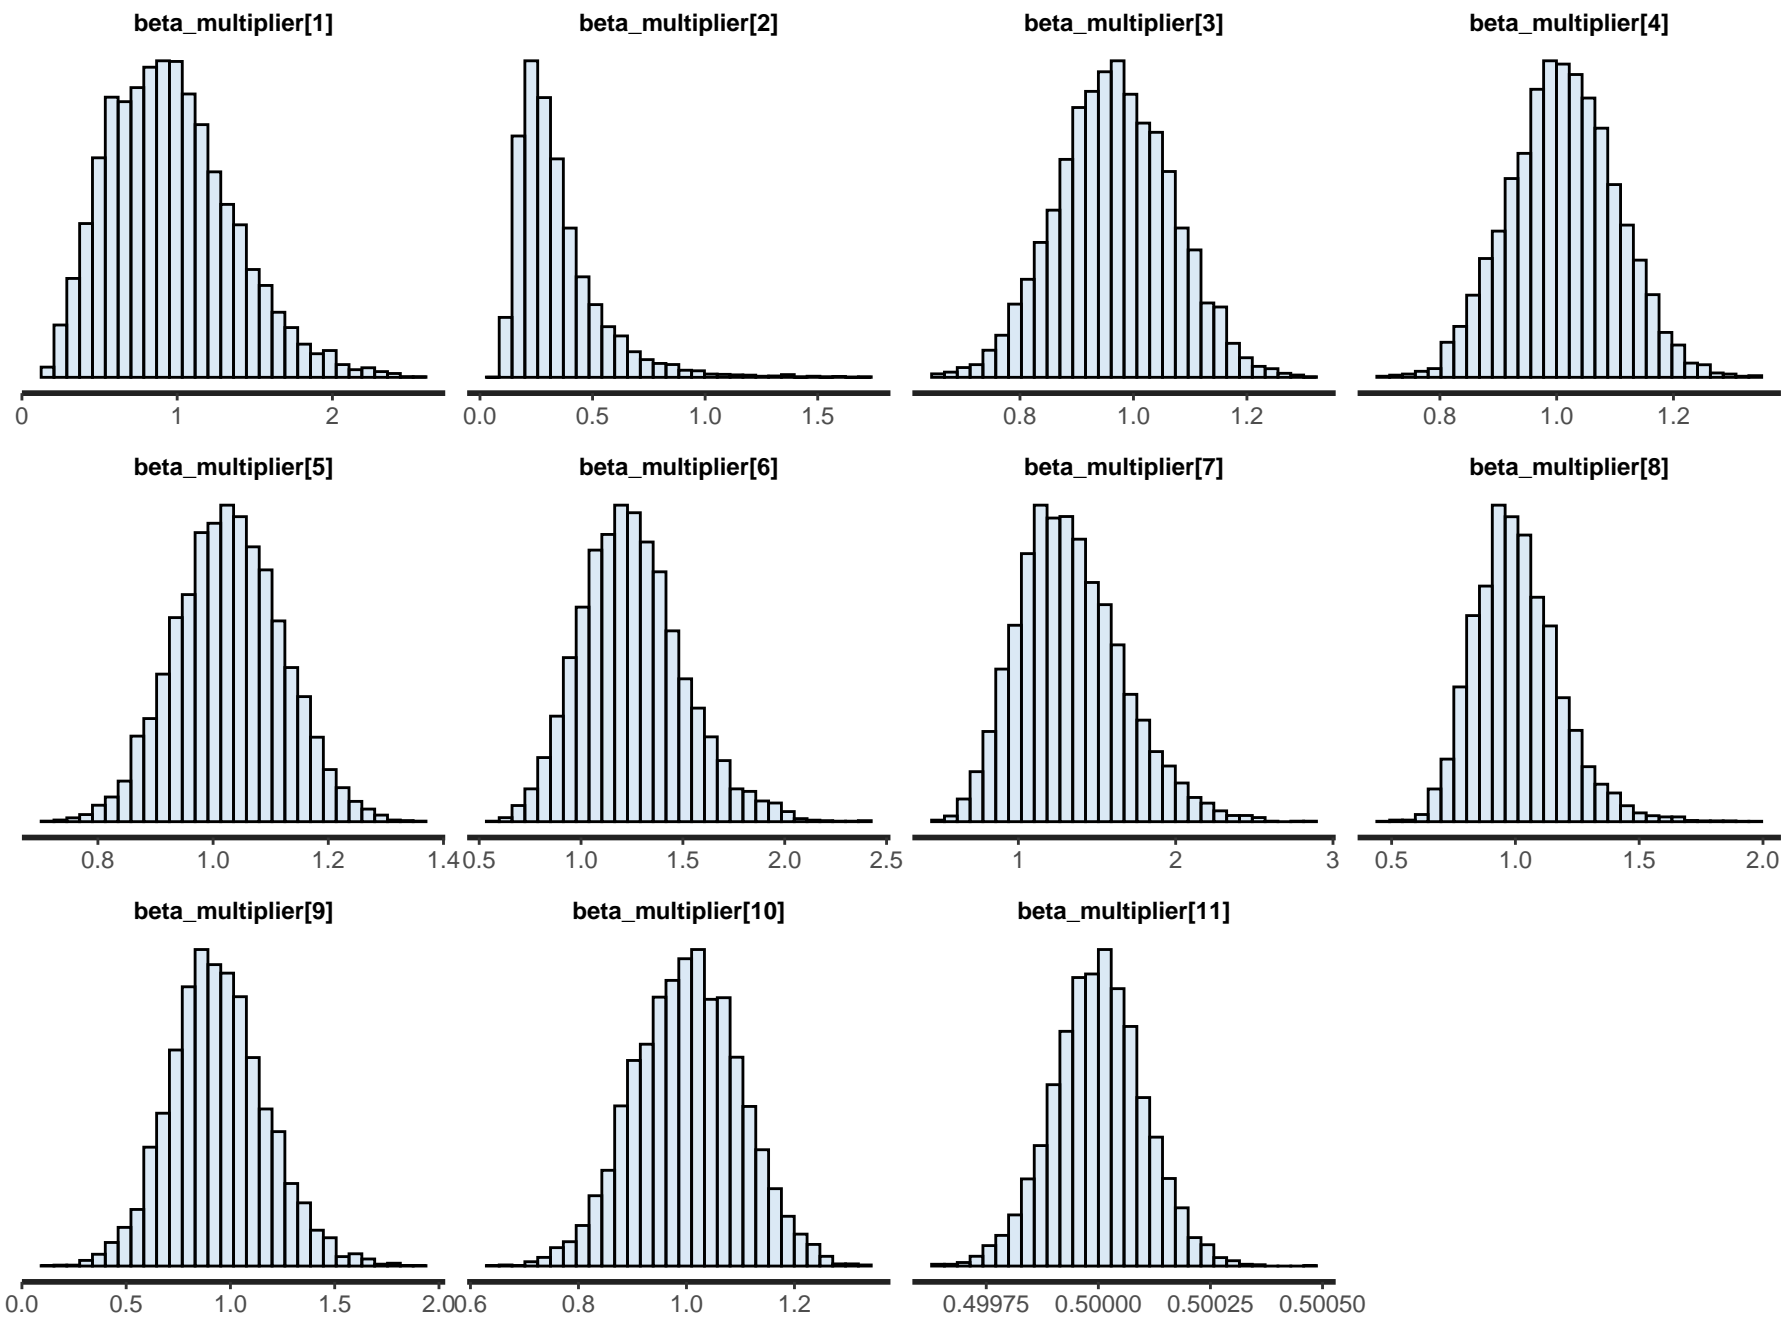 beta_multiplier[1] beta_multiplier[2] beta_multiplier[3] beta_multiplier[4]
0 1 2 0.0 0.5 1.0 1.5 0.8 1.0 1.2 0.8 1.0 1.2
beta_multiplier[5] beta_multiplier[6] beta_multiplier[7] beta_multiplier[8]
0.8 1.0 1.2 1.4 0.5 1.0 1.5 2.0 2.5 1 2 3 0.5 1.0 1.5 2.0
beta_multiplier[9] beta_multiplier[10] beta_multiplier[11]
0.0 0.5 1.0 1.5 2.0 0.6 0.8 1.0 1.2 0.49975 0.50000 0.50025 0.50050